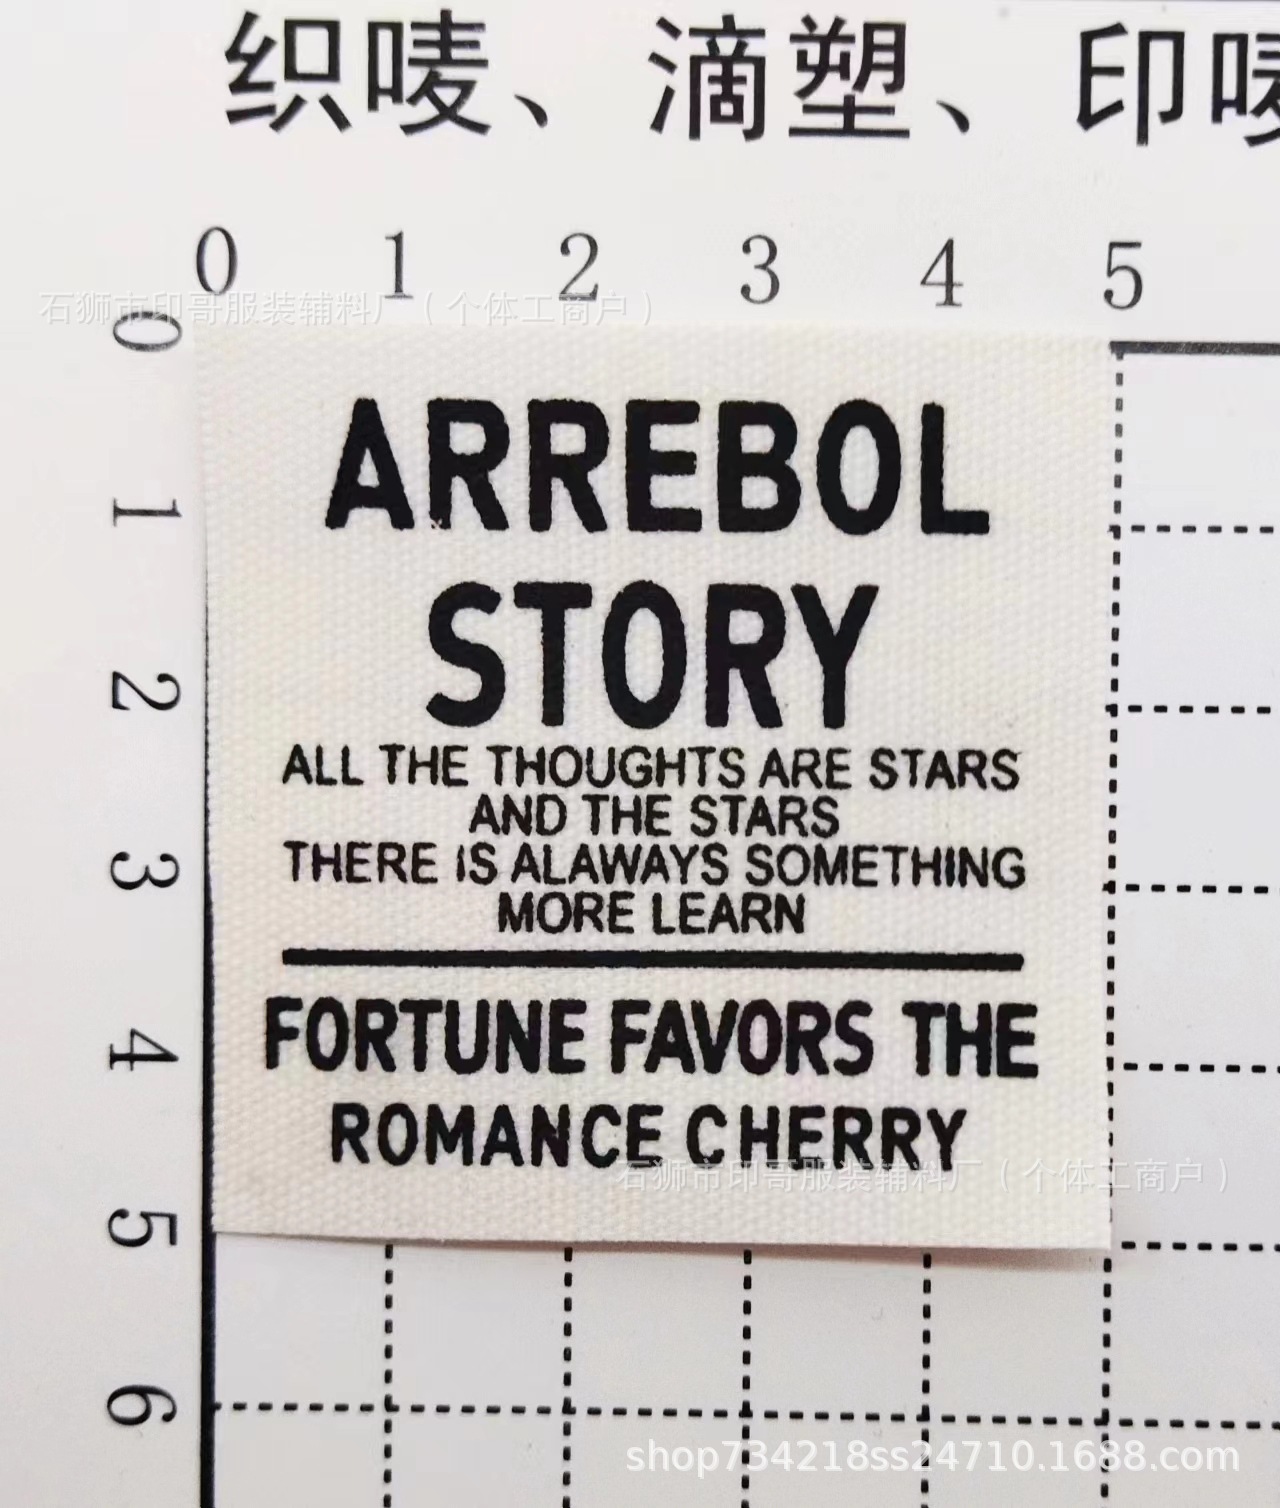 织唛、滴塑、印唛
0 1 2 3 4 5
石狮市印哥服装辅料厂（个体工商户）
0
ARREBOL
1
STORY
2
ALL THE THOUGHTS ARE STARS
AND THE STARS
THERE IS ALAWAYS SOMETHING
3
MORE LEARN
FORTUNE FAVORS THE
4
ROMANCE CHERRY
石狮市印哥服装辅料厂（个体工商户）
5
6
shop734218ss24710.1688.com